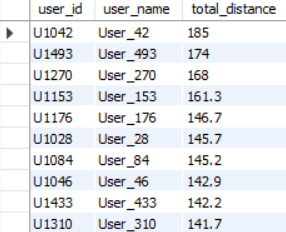 user_id user_name total_distance
U1042 User_42 185
U1493 User_493 174
U1270 User_270 168
U1153 User_153 161.3
U1176 User_176 146.7
U1028 User_28 145.7
U1084 User_84 145.2
U1046 User_46 142.9
U1433 User_433 142.2
U1310 User_310 141.7